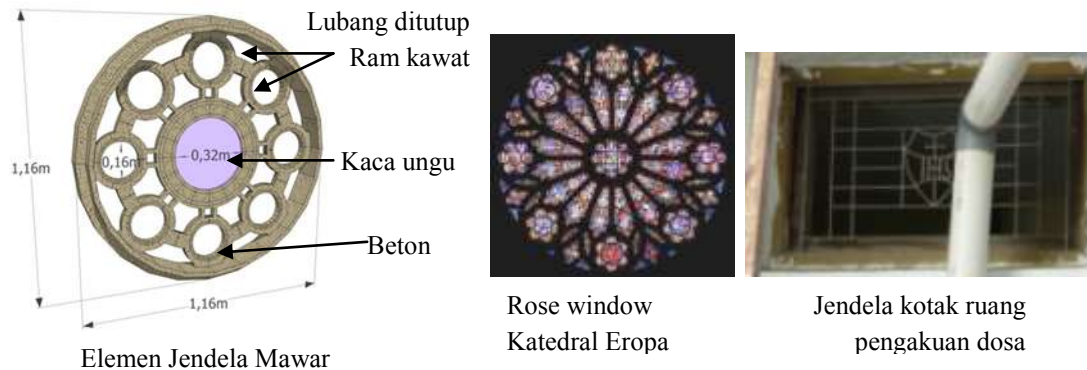 Lubang ditutup
Ram kawat
1,16m
0,16m
0,32m
Kaca ungu
Beton
1,16m
Elemen Jendela Mawar
Rose window
Katedral Eropa
IHS
Jendela kotak ruang
pengakuan dosa